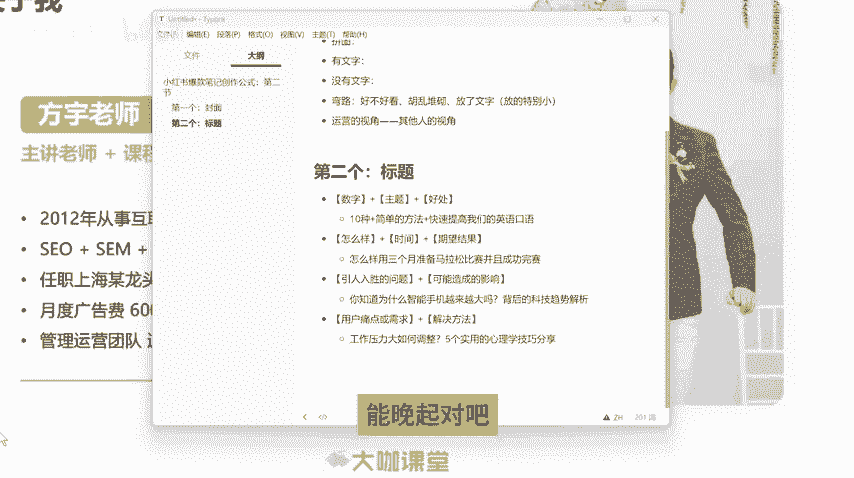 方宇老师
主讲老师 + 课程
• 2012年从事互联
• SEO + SEM +
• 任职上海某龙头
• 月度广告费 600
• 管理运营团队
Untitled• - Typora
文件(F) 编辑(E) 段落(P) 格式(O) 视图(V) 主题(T) 帮助(H)
文件 大纲
小红书爆款笔记创作公式：第二节
第一个：封面
第二个：标题
• 拼图：
• 有文字：
• 没有文字：
• 弯路：好不好看、胡乱堆砌、放了文字（放的特别小）
• 运营的视角——其他人的视角
第二个：标题
• 【数字】+【主题】+【好处】
○ 10种+简单的方法+快速提高我们的英语口语
• 【怎么样】+【时间】+【期望结果】
○ 怎么样用三个月准备马拉松比赛并且成功完赛
• 【引人入胜的问题】+【可能造成的影响】
○ 你知道为什么智能手机越来越大吗？背后的科技趋势解析
• 【用户痛点或需求】+【解决方法】
○ 工作压力大如何调整？5个实用的心理学技巧分享
ZH 201 词
能晚起对吧
大咖课堂